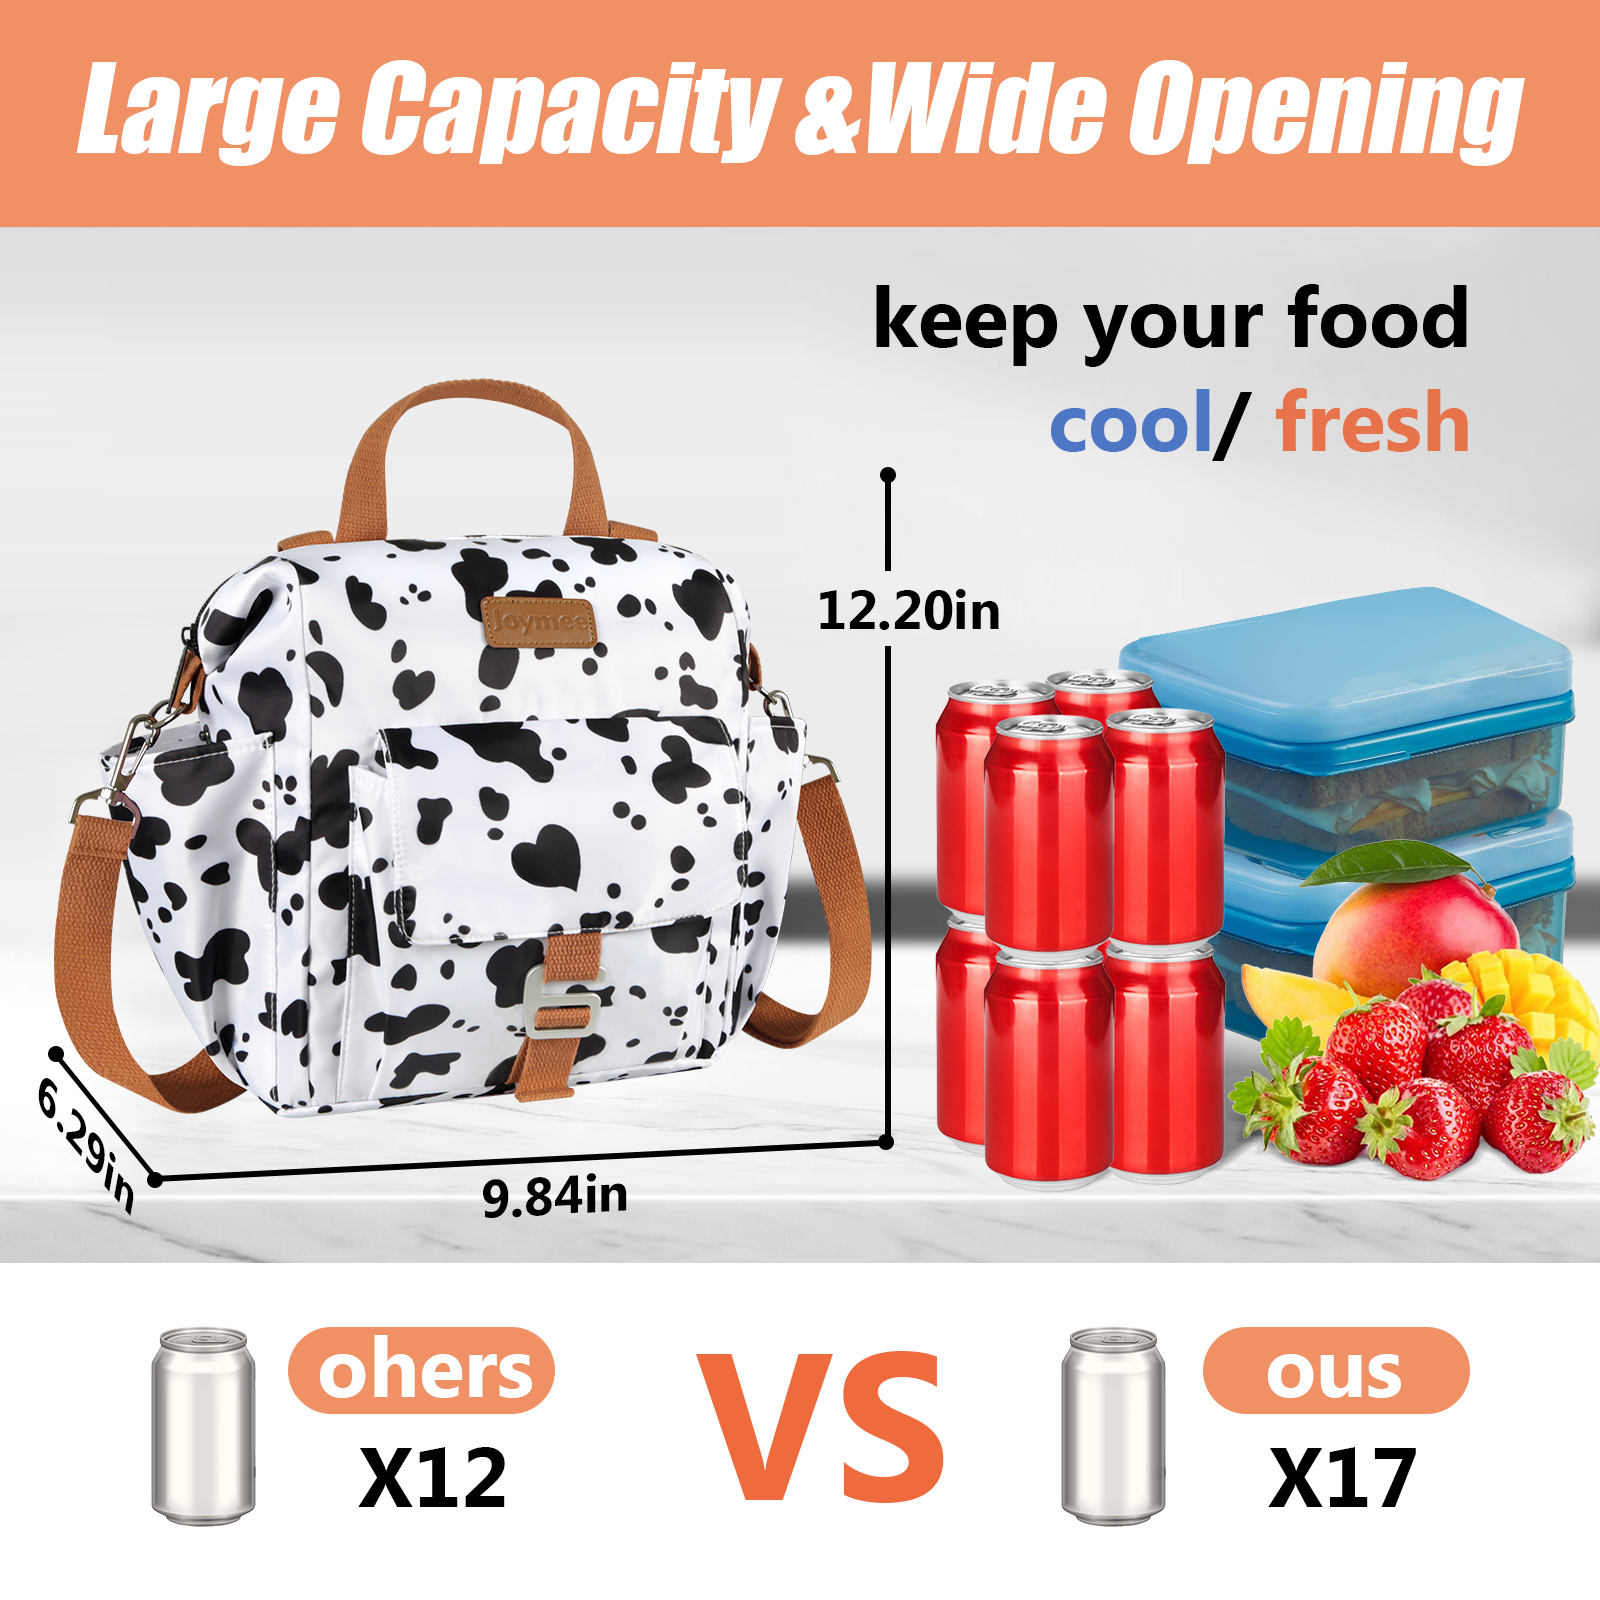 Large Capacity &Wide Opening
keep your food
cool/ fresh
Joymee
12.20in
6.29in
9.84in
ohers
X12
VS
ous
X17